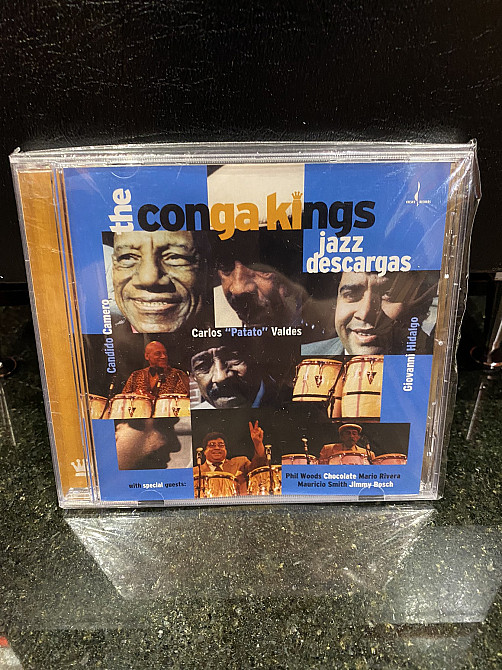 the conga kings
jazz
descargas
Candido Camero
Carlos "Patato" Valdes
Giovanni Hidalgo
with special guests:
Phil Woods Chocolate Mario Rivera
Mauricio Smith Jimmy Bosch